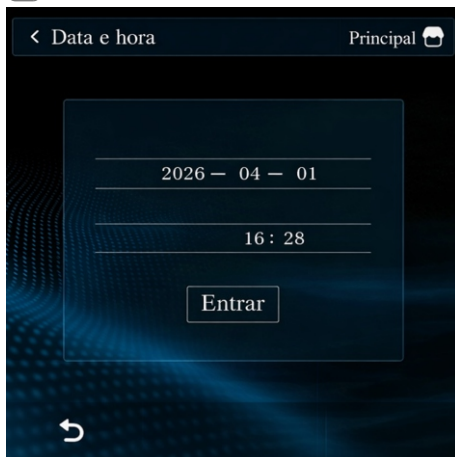 Data e hora Principal
2026 — 04 — 01
16 : 28
Entrar